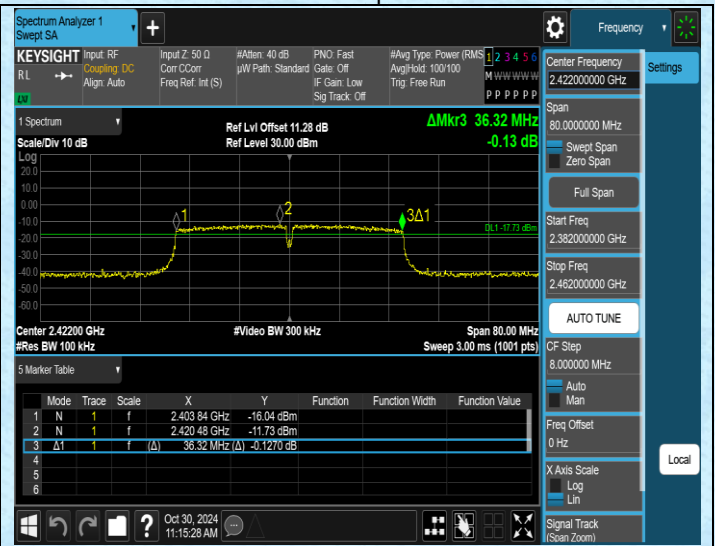 Spectrum Analyzer 1
Swept SA
+
Frequency
KEYSIGHT
Input: RF
Coupling: DC
Align: Auto
Input Z: 50 Ω
Corr CCorr
Freq Ref: Int (S)
#Atten: 40 dB
µW Path: Standard
PNO: Fast
Gate: Off
IF Gain: Low
Sig Track: Off
#Avg Type: Power (RMS
Avg|Hold: 100/100
Trig: Free Run
1 2 3 4 5 6
M W W W W W
P P P P P P
R L
LXI
1 Spectrum
Scale/Div 10 dB
Ref Lvl Offset 11.28 dB
Ref Level 30.00 dBm
ΔMkr3 36.32 MHz
-0.13 dB
Log
20.0
10.0
0.00
-10.0
-20.0
-30.0
-40.0
-50.0
-60.0
1
2
3Δ1
DL1 -17.73 dBm
Center 2.42200 GHz
#Video BW 300 kHz
Span 80.00 MHz
#Res BW 100 kHz
Sweep 3.00 ms (1001 pts)
5 Marker Table
Mode Trace Scale X Y Function Function Width Function Value
1 N 1 f 2.403 84 GHz -16.04 dBm
2 N 1 f 2.420 48 GHz -11.73 dBm
3 Δ1 1 f (Δ) 36.32 MHz (Δ) -0.1270 dB
4
5
6
Oct 30, 2024
11:15:28 AM
?
Center Frequency
2.422000000 GHz
Settings
Span
80.0000000 MHz
Swept Span
Zero Span
Full Span
Start Freq
2.382000000 GHz
Stop Freq
2.462000000 GHz
AUTO TUNE
CF Step
8.000000 MHz
Auto
Man
Freq Offset
0 Hz
X Axis Scale
Log
Lin
Local
Signal Track
(Span Zoom)